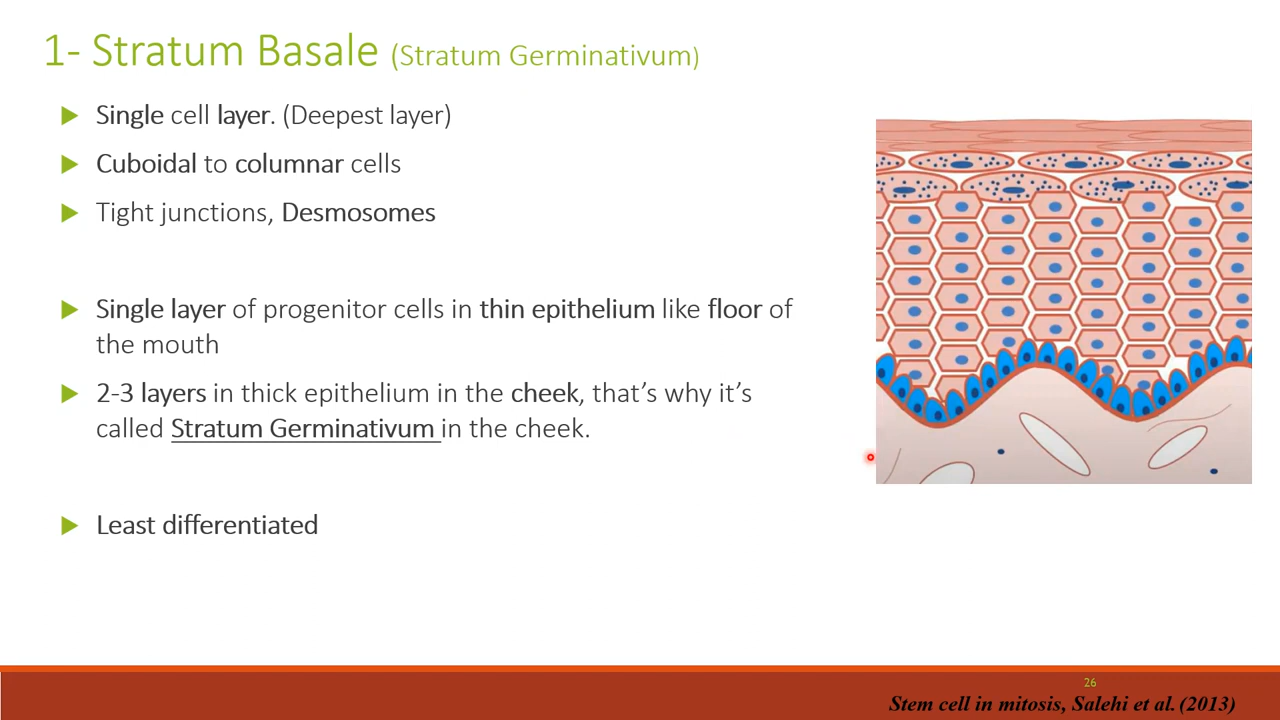 1- Stratum Basale (Stratum Germinativum)
Single cell layer. (Deepest layer)
Cuboidal to columnar cells
Tight junctions, Desmosomes
Single layer of progenitor cells in thin epithelium like floor of
the mouth
2-3 layers in thick epithelium in the cheek, that’s why it’s
called Stratum Germinativum in the cheek.
Least differentiated
26
Stem cell in mitosis, Salehi et al. (2013)